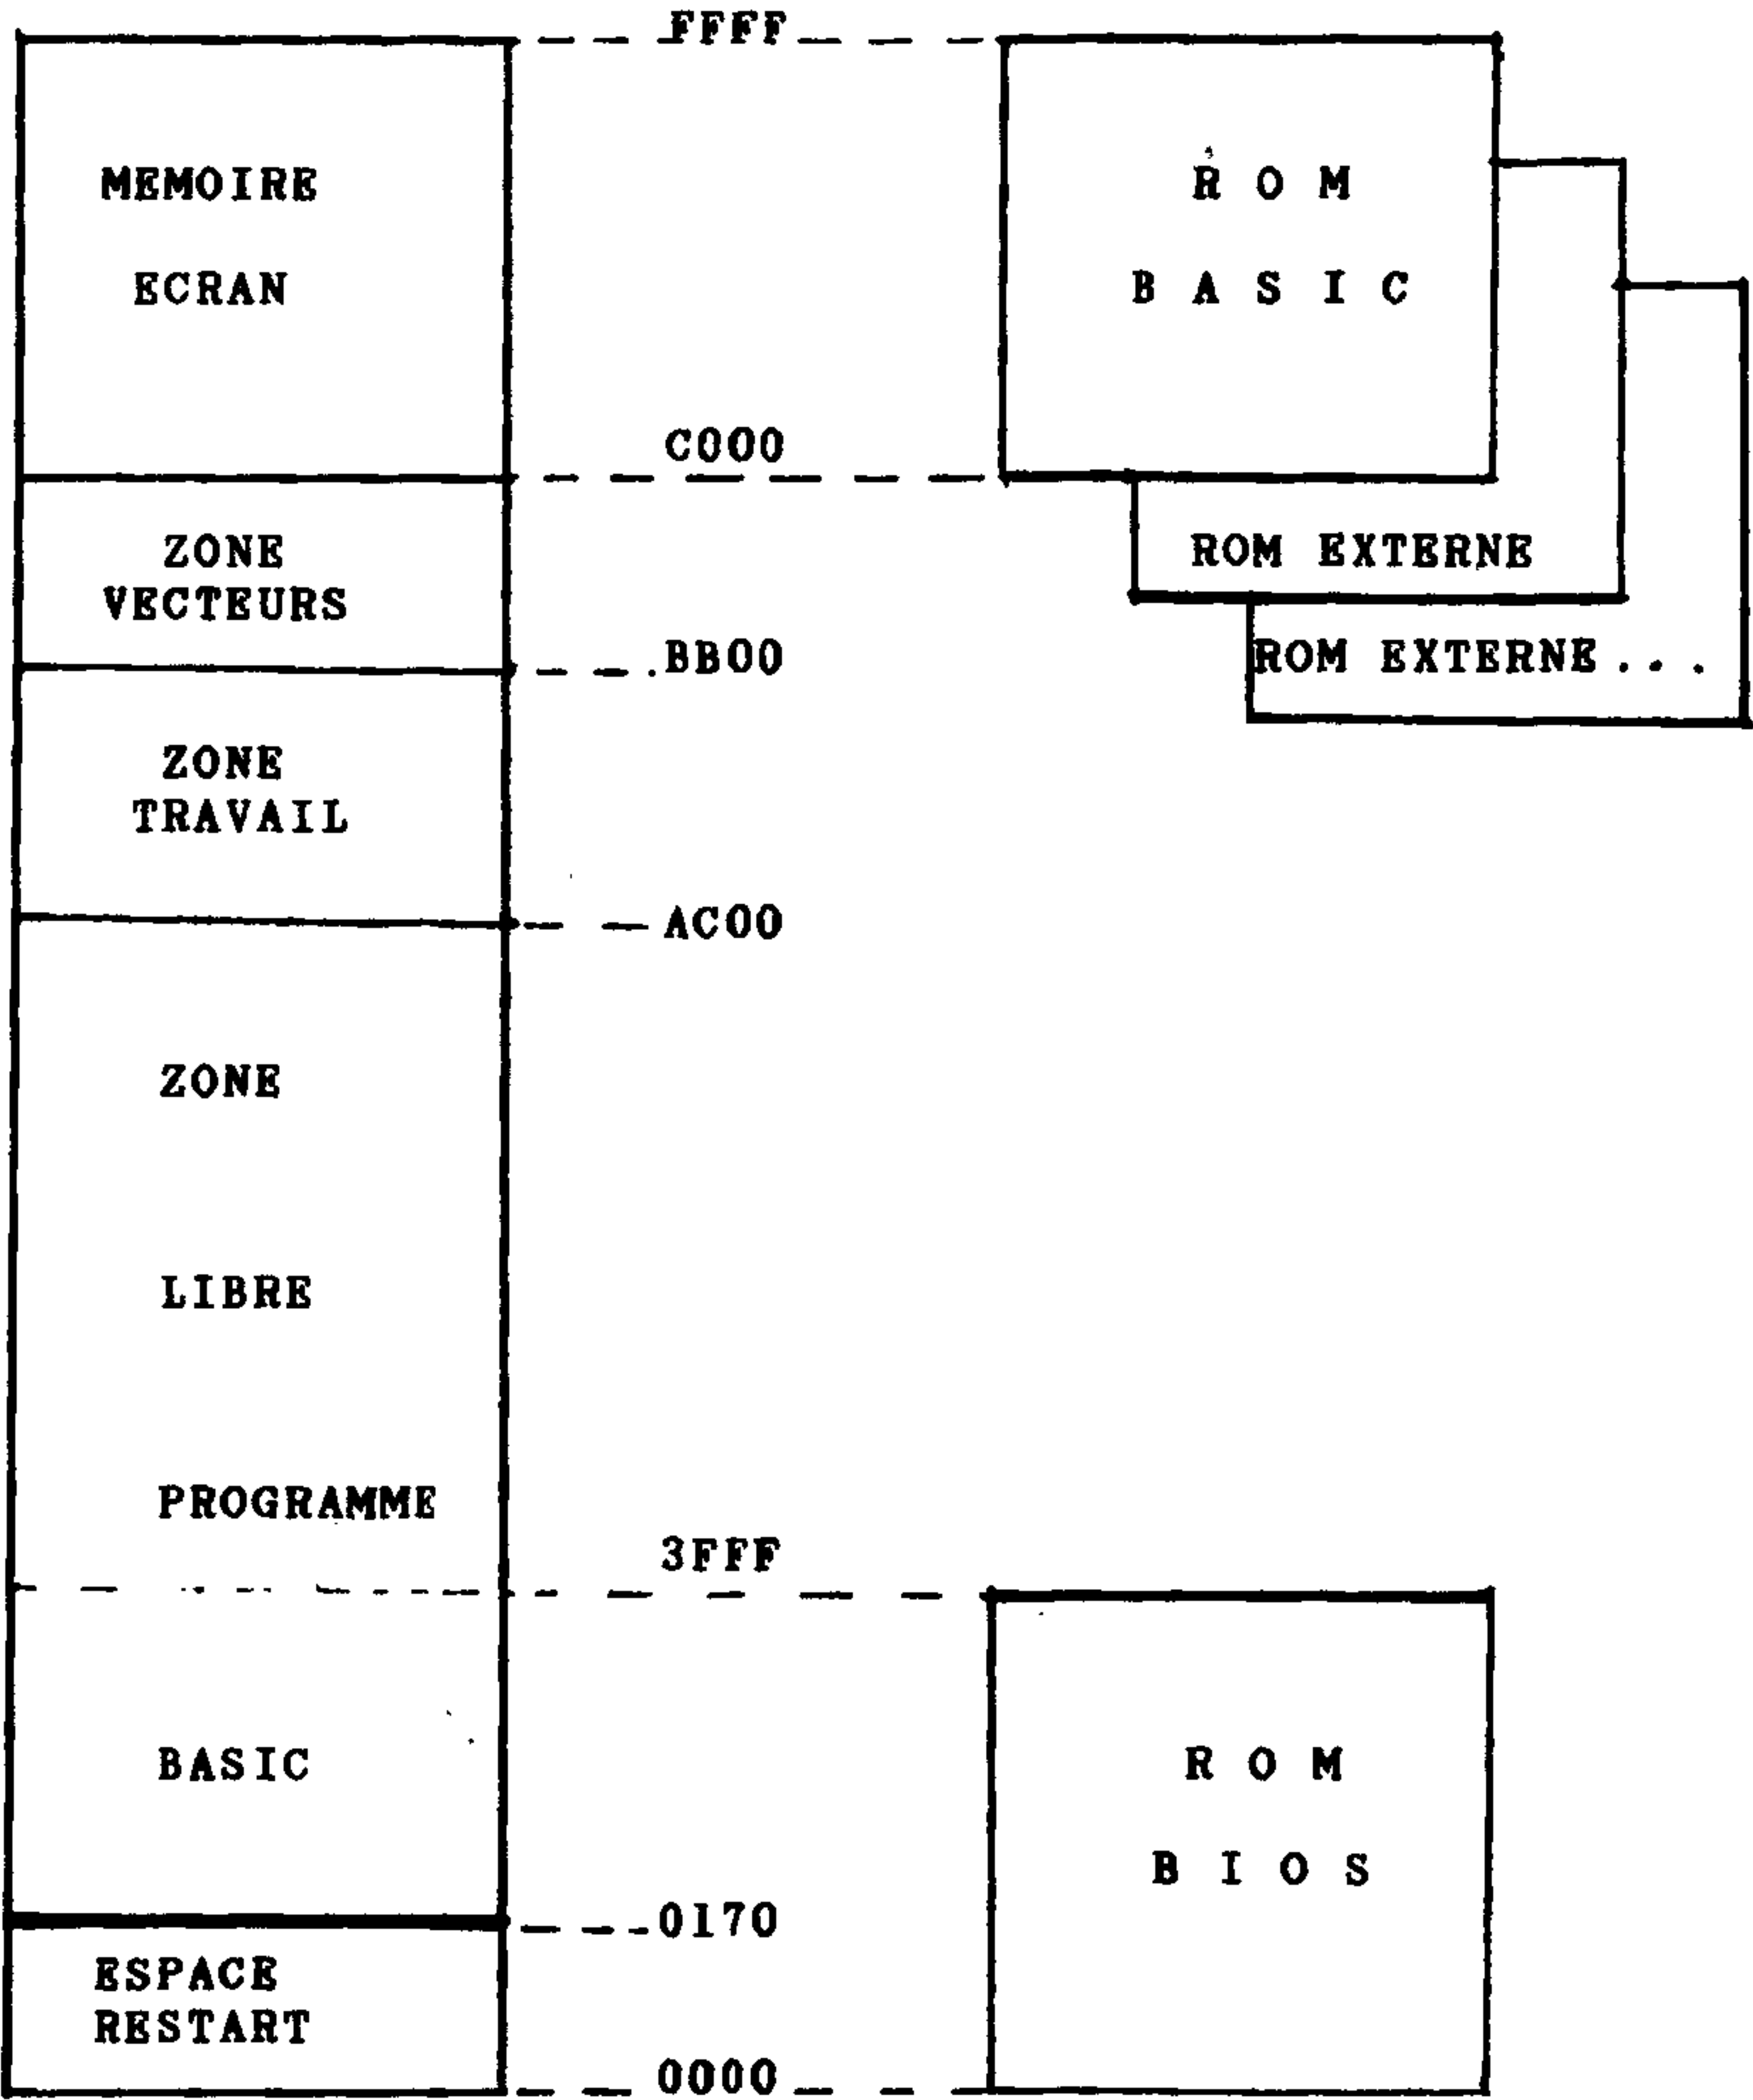 FFFF
MEMOIRE
ECRAN
R O M
B A S I C
C000
ZONE
VECTEURS
ROM EXTERNE
BB00
ROM EXTERNE...
ZONE
TRAVAIL
AC00
ZONE
LIBRE
PROGRAMME
3FFF
BASIC
R O M
B I O S
0170
ESPACE
RESTART
0000